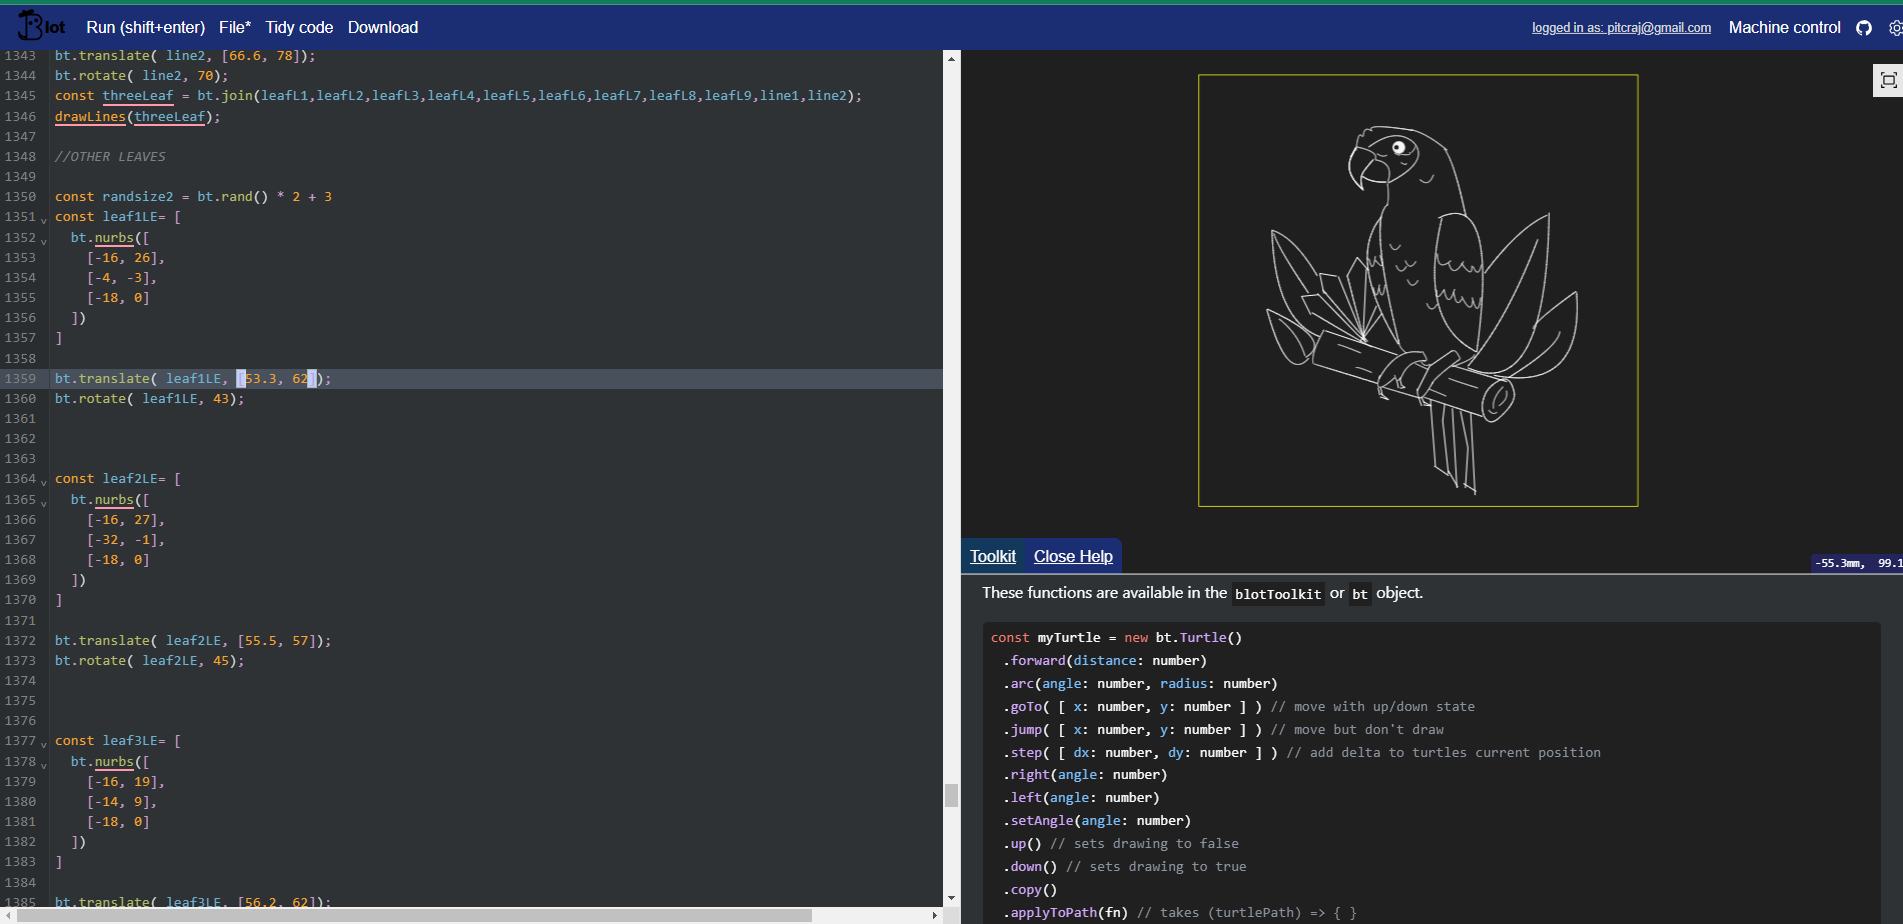 Blot Run (shift+enter) File* Tidy code Download logged in as: pitcraj@gmail.com Machine control
1343 bt.translate( line2, [66.6, 78]);
1344 bt.rotate( line2, 70);
1345 const threeLeaf = bt.join(leafL1,leafL2,leafL3,leafL4,leafL5,leafL6,leafL7,leafL8,leafL9,line1,line2);
1346 drawLines(threeLeaf);
1347
1348 //OTHER LEAVES
1349
1350 const randsize2 = bt.rand() * 2 + 3
1351 const leaf1LE= [
1352 bt.nurbs([
1353 [-16, 26],
1354 [-4, -3],
1355 [-18, 0]
1356 ])
1357 ]
1358
1359 bt.translate( leaf1LE, [53.3, 62]);
1360 bt.rotate( leaf1LE, 43);
1361
1362
1363
1364 const leaf2LE= [
1365 bt.nurbs([
1366 [-16, 27],
1367 [-32, -1],
1368 [-18, 0]
1369 ])
1370 ]
1371
1372 bt.translate( leaf2LE, [55.5, 57]);
1373 bt.rotate( leaf2LE, 45);
1374
1375
1376
1377 const leaf3LE= [
1378 bt.nurbs([
1379 [-16, 19],
1380 [-14, 9],
1381 [-18, 0]
1382 ])
1383 ]
1384
1385 bt.translate( leaf3LE, [56.2, 62]);
Toolkit Close Help
-55.3mm, 99.1
These functions are available in the blotToolkit or bt object.
const myTurtle = new bt.Turtle()
.forward(distance: number)
.arc(angle: number, radius: number)
.goTo( [ x: number, y: number ] ) // move with up/down state
.jump( [ x: number, y: number ] ) // move but don't draw
.step( [ dx: number, dy: number ] ) // add delta to turtles current position
.right(angle: number)
.left(angle: number)
.setAngle(angle: number)
.up() // sets drawing to false
.down() // sets drawing to true
.copy()
.applyToPath(fn) // takes (turtlePath) => { }